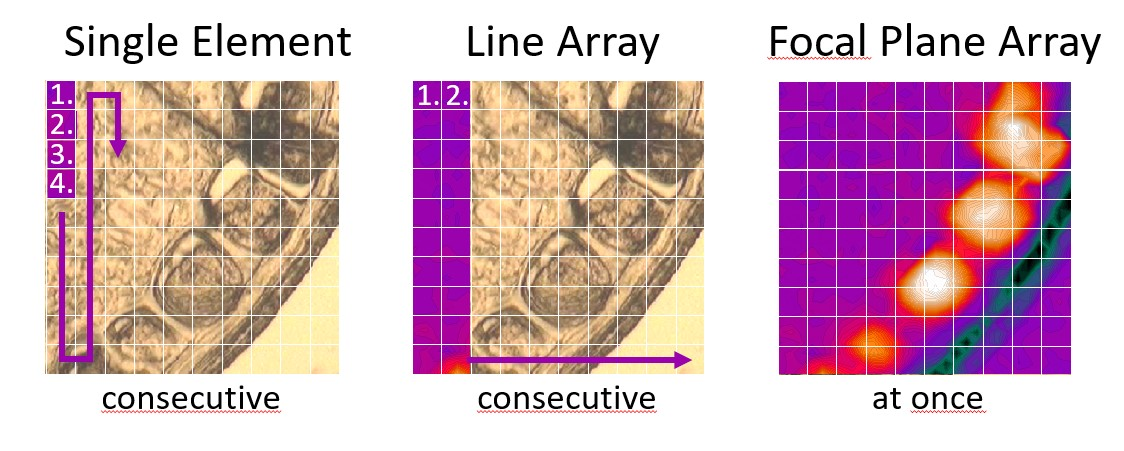 Single Element
Line Array
Focal Plane Array
1.
2.
3.
4.
1. 2.
consecutive
consecutive
at once